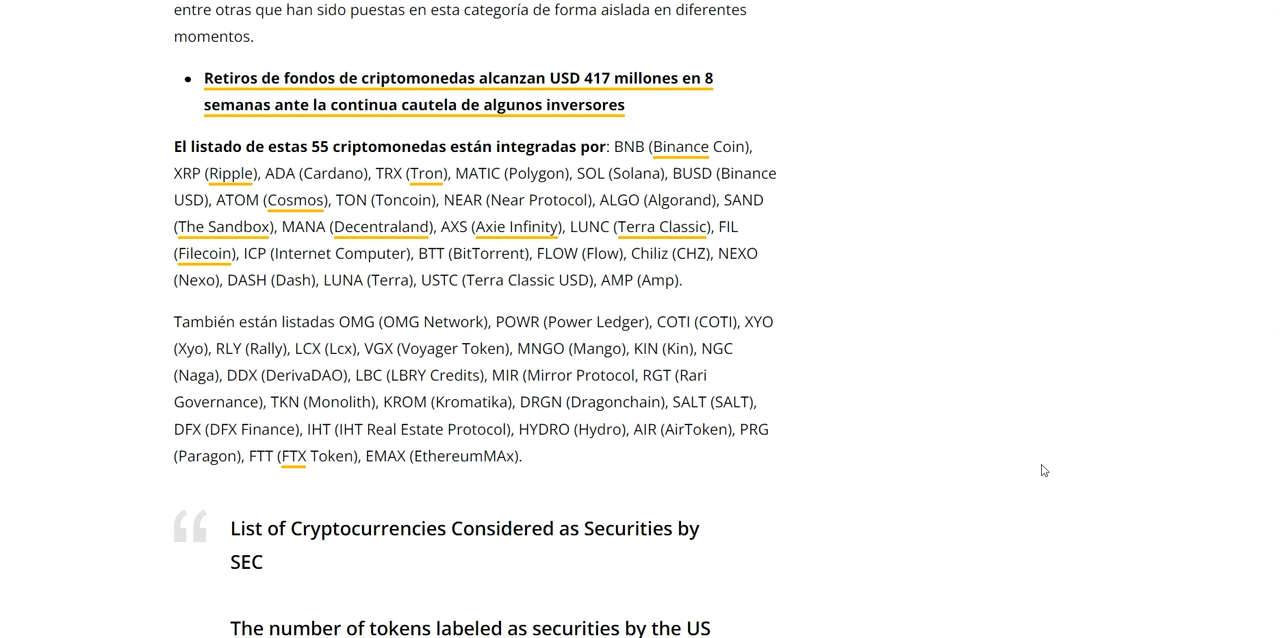 entre otras que han sido puestas en esta categoría de forma aislada en diferentes
momentos.
Retiros de fondos de criptomonedas alcanzan USD 417 millones en 8
semanas ante la continua cautela de algunos inversores
El listado de estas 55 criptomonedas están integradas por: BNB (Binance Coin),
XRP (Ripple), ADA (Cardano), TRX (Tron), MATIC (Polygon), SOL (Solana), BUSD (Binance
USD), ATOM (Cosmos), TON (Toncoin), NEAR (Near Protocol), ALGO (Algorand), SAND
(The Sandbox), MANA (Decentraland), AXS (Axie Infinity), LUNC (Terra Classic), FIL
(Filecoin), ICP (Internet Computer), BTT (BitTorrent), FLOW (Flow), Chiliz (CHZ), NEXO
(Nexo), DASH (Dash), LUNA (Terra), USTC (Terra Classic USD), AMP (Amp).
También están listadas OMG (OMG Network), POWR (Power Ledger), COTI (COTI), XYO
(Xyo), RLY (Rally), LCX (Lcx), VGX (Voyager Token), MNGO (Mango), KIN (Kin), NGC
(Naga), DDX (DerivaDAO), LBC (LBRY Credits), MIR (Mirror Protocol, RGT (Rari
Governance), TKN (Monolith), KROM (Kromatika), DRGN (Dragonchain), SALT (SALT),
DFX (DFX Finance), IHT (IHT Real Estate Protocol), HYDRO (Hydro), AIR (AirToken), PRG
(Paragon), FTT (FTX Token), EMAX (EthereumMAx).
List of Cryptocurrencies Considered as Securities by
SEC
The number of tokens labeled as securities by the US